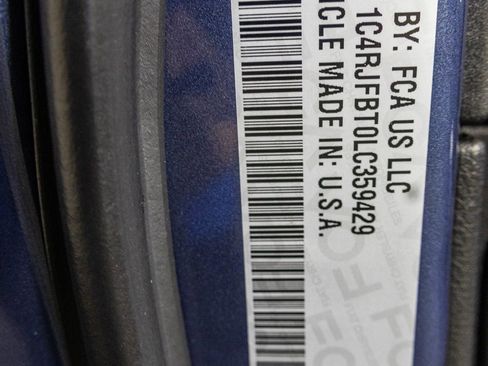 BY: FCA US LLC
1C4RJFBT0LC359429
ICLE MADE IN: U.S.A.